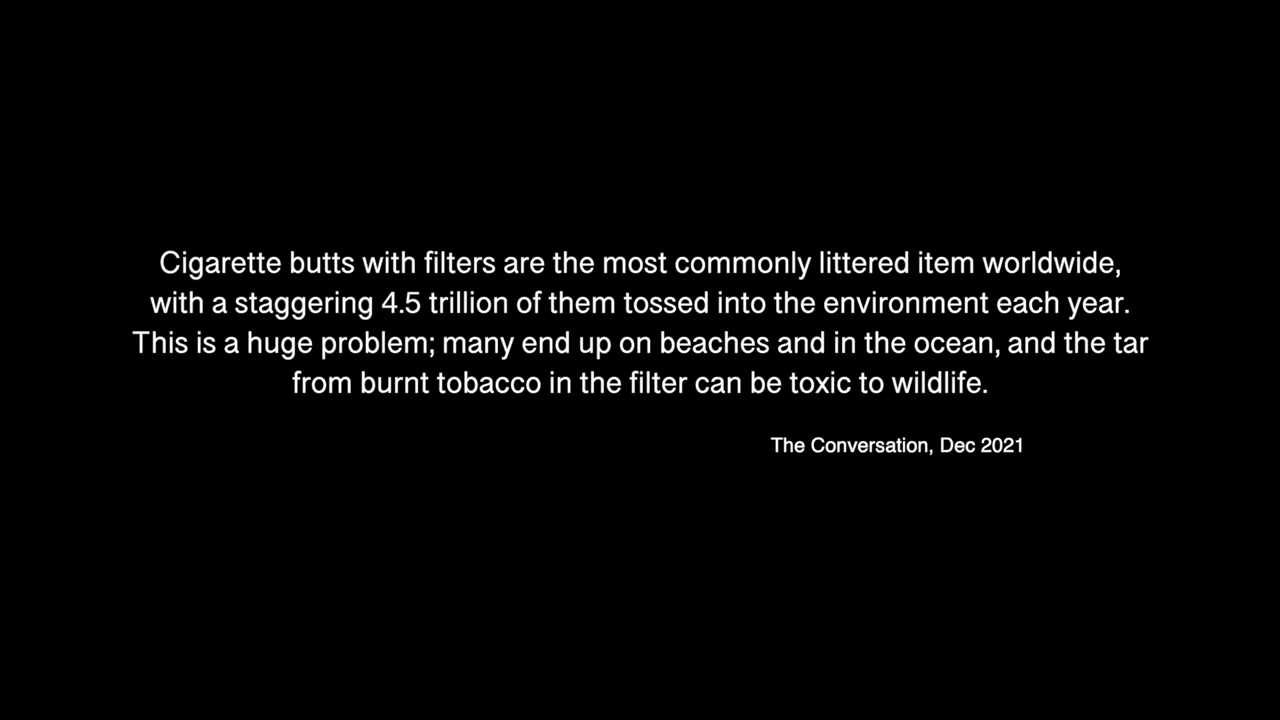 Cigarette butts with filters are the most commonly littered item worldwide,
with a staggering 4.5 trillion of them tossed into the environment each year.
This is a huge problem; many end up on beaches and in the ocean, and the tar
from burnt tobacco in the filter can be toxic to wildlife.
The Conversation, Dec 2021